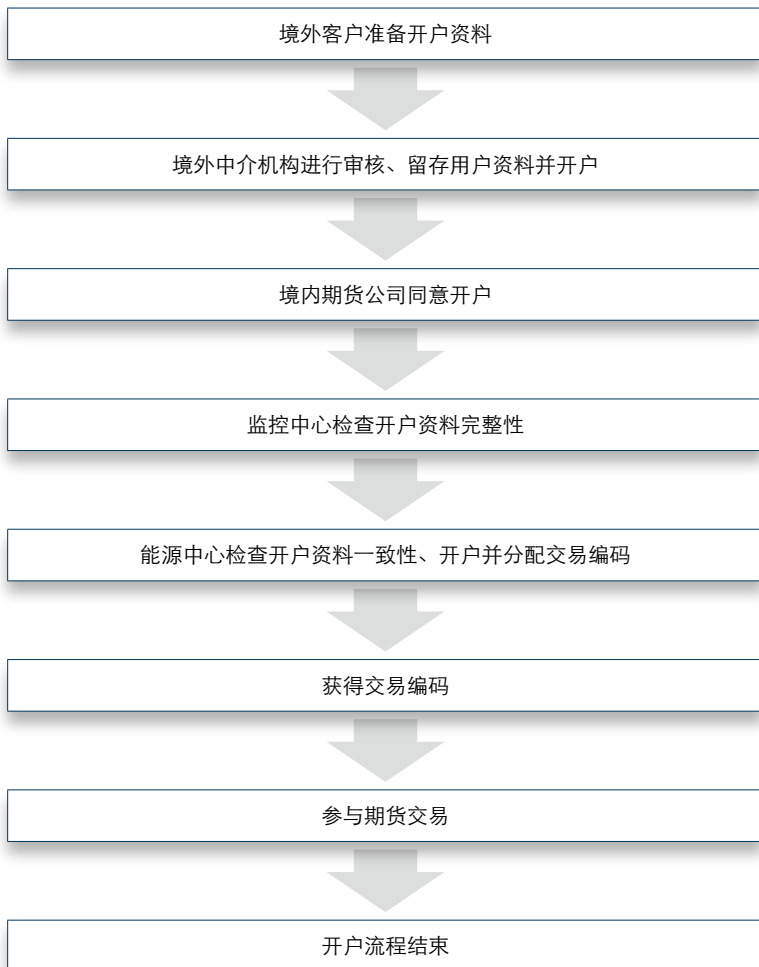 境外客户准备开户资料
境外中介机构进行审核、留存用户资料并开户
境内期货公司同意开户
监控中心检查开户资料完整性
能源中心检查开户资料一致性、开户并分配交易编码
获得交易编码
参与期货交易
开户流程结束